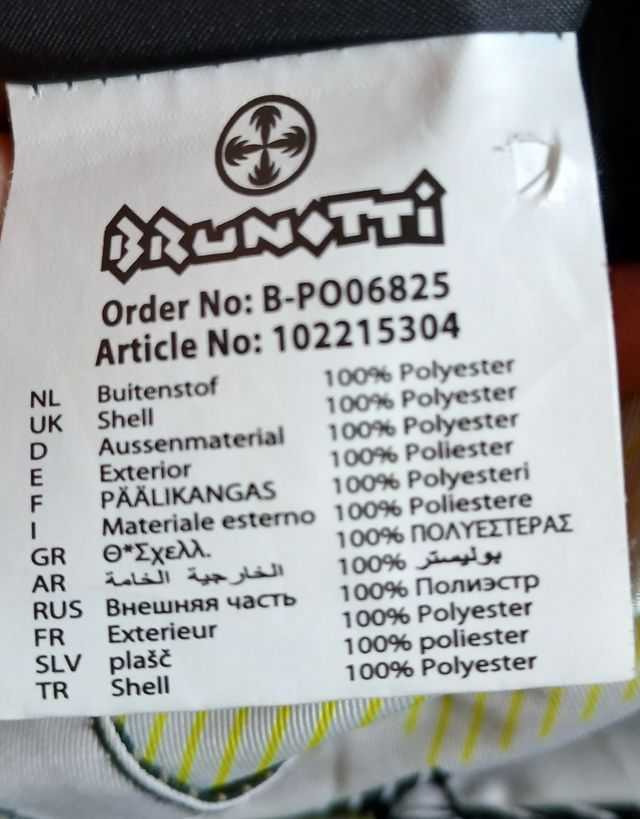 BRUNOTTI
Order No: B-PO06825
Article No: 102215304
NL Buitenstof 100% Polyester
UK Shell 100% Polyester
D Aussenmaterial 100% Polyester
E Exterior 100% Poliester
F PÄÄLIKANGAS 100% Polyesteri
I Materiale esterno 100% Poliestere
GR Θ*Σχελλ. 100% ΠΟΛΥΕΣΤΕΡΑΣ
AR الخارجية الخامة 100% بوليستر
RUS Внешняя часть 100% Полиэстр
FR Exterieur 100% Polyester
SLV plašč 100% poliester
TR Shell 100% Polyester